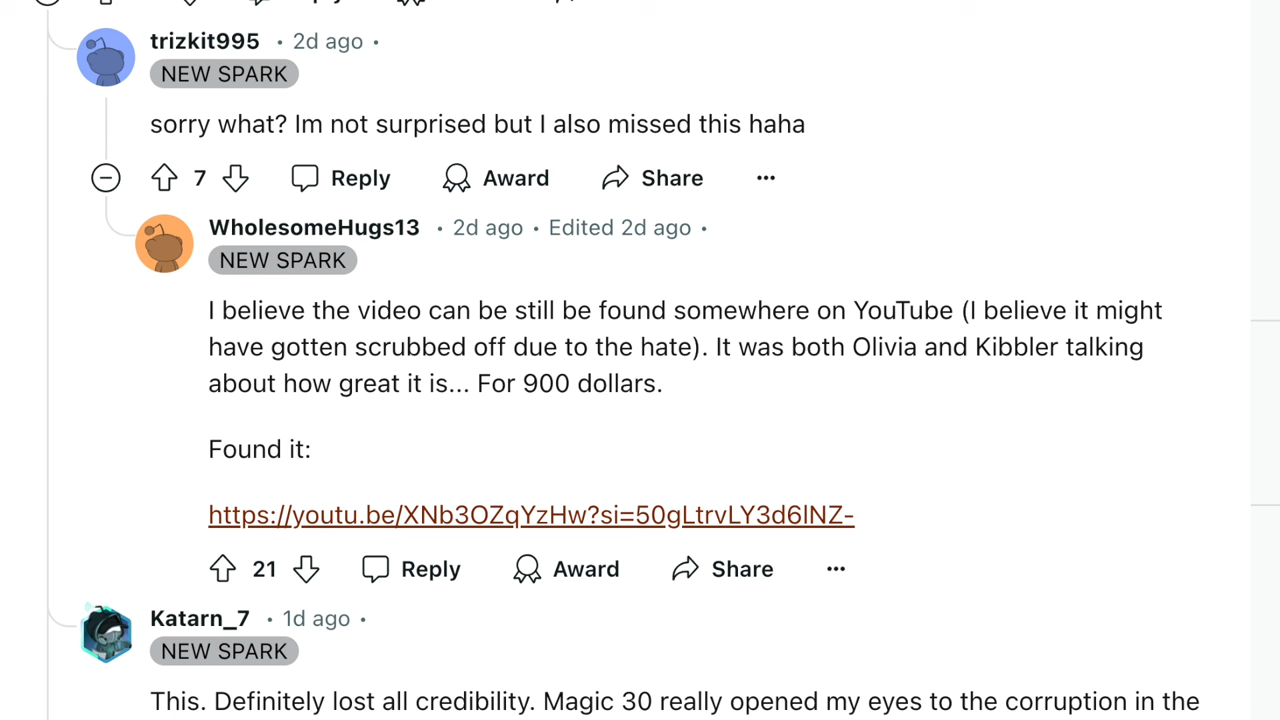 trizkit995 • 2d ago •
NEW SPARK
sorry what? Im not surprised but I also missed this haha
7 Reply Award Share ...
WholesomeHugs13 • 2d ago • Edited 2d ago •
NEW SPARK
I believe the video can be still be found somewhere on YouTube (I believe it might
have gotten scrubbed off due to the hate). It was both Olivia and Kibbler talking
about how great it is... For 900 dollars.
Found it:
https://youtu.be/XNb3OZqYzHw?si=50gLtrvLY3d6lNZ-
21 Reply Award Share ...
Katarn_7 • 1d ago •
NEW SPARK
This. Definitely lost all credibility. Magic 30 really opened my eyes to the corruption in the